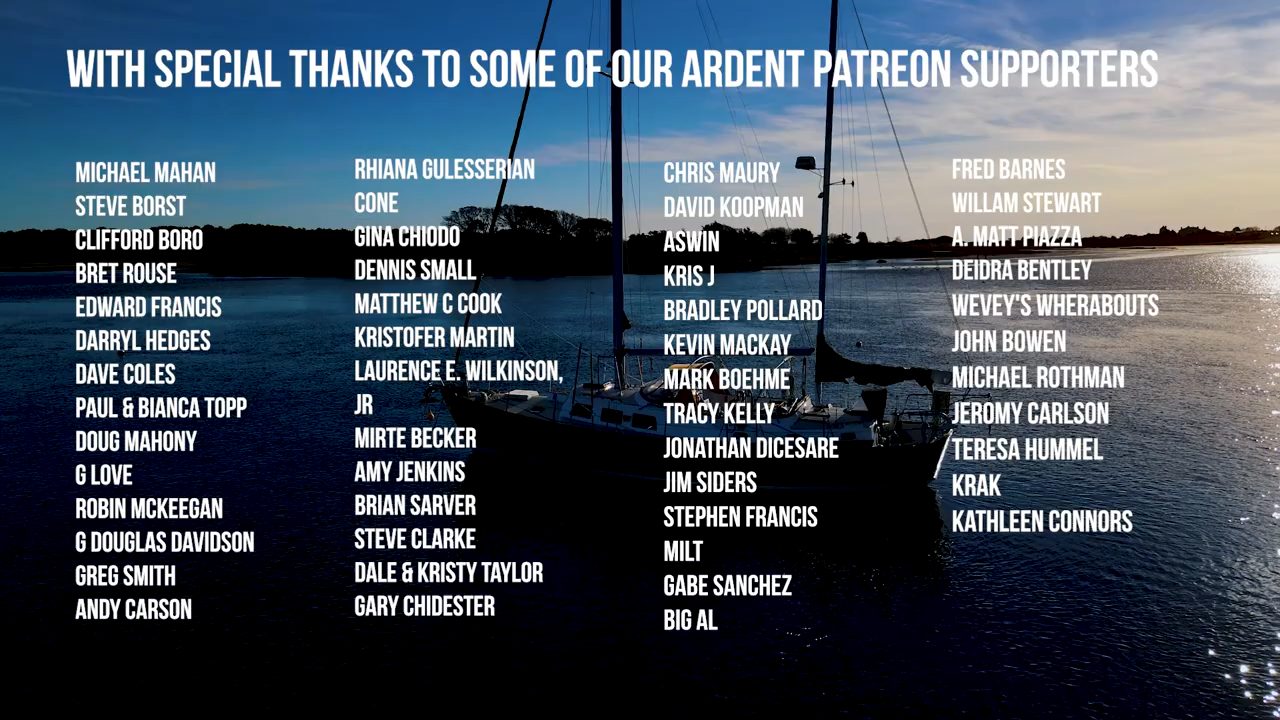 WITH SPECIAL THANKS TO SOME OF OUR ARDENT PATREON SUPPORTERS
MICHAEL MAHAN
STEVE BORST
CLIFFORD BORO
BRET ROUSE
EDWARD FRANCIS
DARRYL HEDGES
DAVE COLES
PAUL & BIANCA TOPP
DOUG MAHONY
G LOVE
ROBIN MCKEEGAN
G DOUGLAS DAVIDSON
GREG SMITH
ANDY CARSON
RHIANA GULESSERIAN
CONE
GINA CHIODO
DENNIS SMALL
MATTHEW C COOK
KRISTOFER MARTIN
LAURENCE E. WILKINSON,
JR
MIRTE BECKER
AMY JENKINS
BRIAN SARVER
STEVE CLARKE
DALE & KRISTY TAYLOR
GARY CHIDESTER
CHRIS MAURY
DAVID KOOPMAN
ASWIN
KRIS J
BRADLEY POLLARD
KEVIN MACKAY
MARK BOEHME
TRACY KELLY
JONATHAN DICESARE
JIM SIDERS
STEPHEN FRANCIS
MILT
GABE SANCHEZ
BIG AL
FRED BARNES
WILLAM STEWART
A. MATT PIAZZA
DEIDRA BENTLEY
WEVEY'S WHERABOUTS
JOHN BOWEN
MICHAEL ROTHMAN
JEROMY CARLSON
TERESA HUMMEL
KRAK
KATHLEEN CONNORS